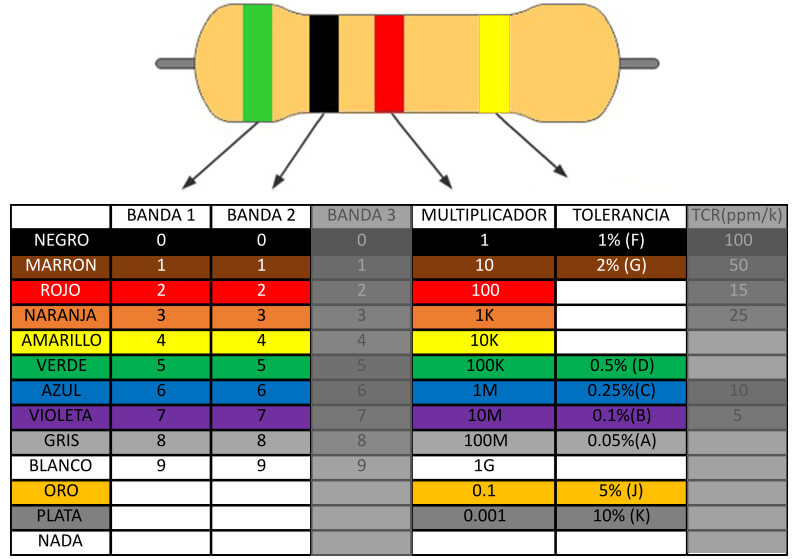 BANDA 1 BANDA 2 BANDA 3 MULTIPLICADOR TOLERANCIA TCR(ppm/k)
NEGRO 0 0 0 1 1% (F) 100
MARRON 1 1 1 10 2% (G) 50
ROJO 2 2 2 100 15
NARANJA 3 3 3 1K 25
AMARILLO 4 4 4 10K
VERDE 5 5 5 100K 0.5% (D)
AZUL 6 6 6 1M 0.25%(C) 10
VIOLETA 7 7 7 10M 0.1%(B) 5
GRIS 8 8 8 100M 0.05%(A)
BLANCO 9 9 9 1G
ORO 0.1 5% (J)
PLATA 0.001 10% (K)
NADA